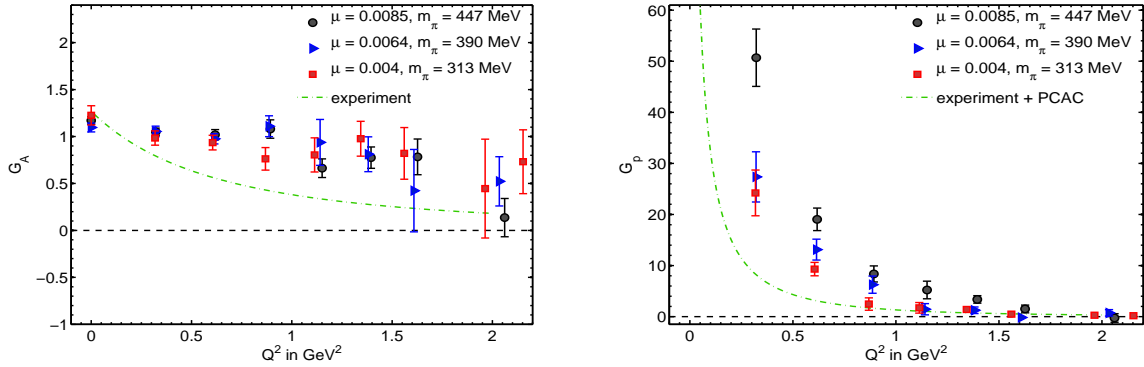 μ = 0.0085, m_π = 447 MeV
μ = 0.0064, m_π = 390 MeV
μ = 0.004, m_π = 313 MeV
experiment
2
1.5
1
0.5
0
−0.5
−1
G_A
0
0.5
1
1.5
2
Q² in GeV²
μ = 0.0085, m_π = 447 MeV
μ = 0.0064, m_π = 390 MeV
μ = 0.004, m_π = 313 MeV
experiment + PCAC
60
50
40
30
20
10
0
G_p
0
0.5
1
1.5
2
Q² in GeV²